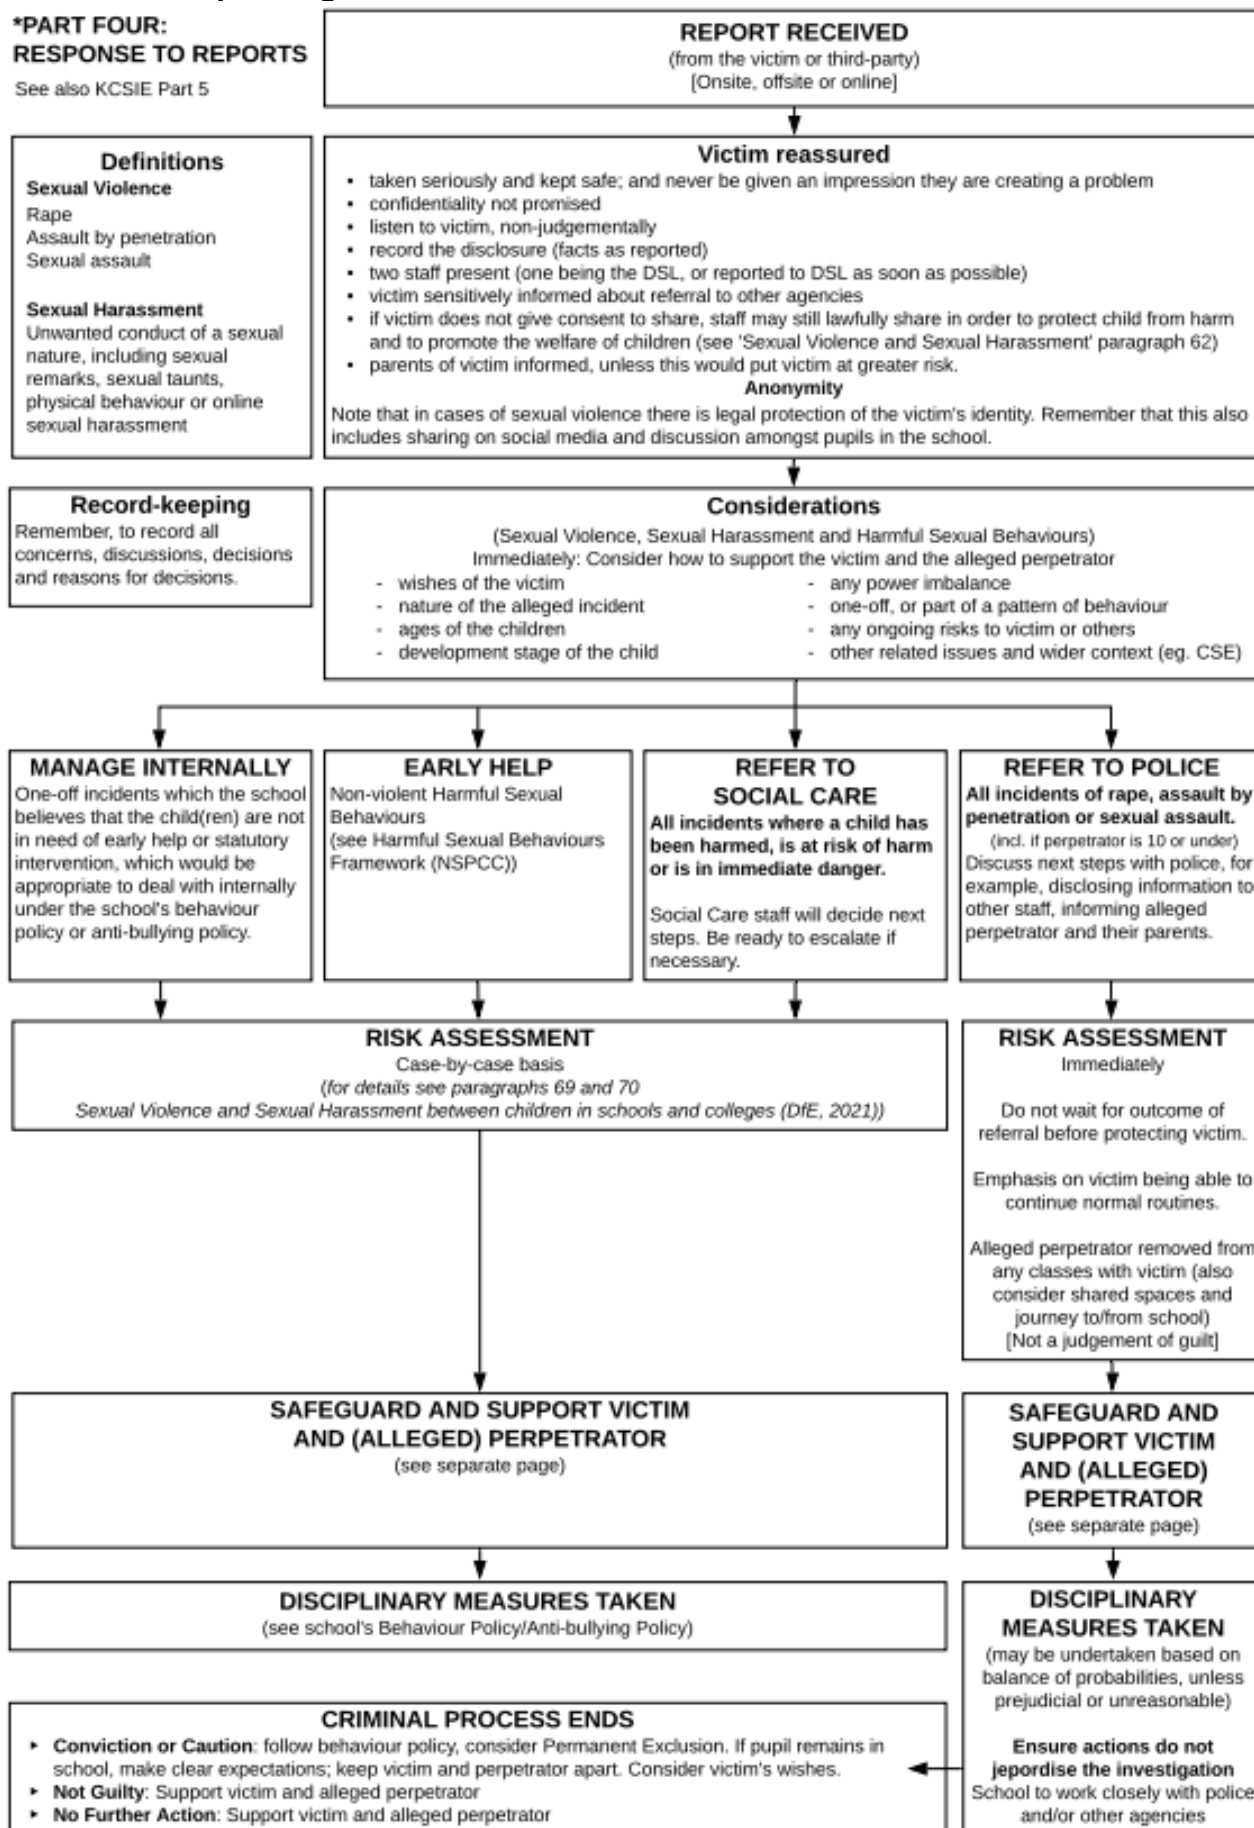 *PART FOUR:
RESPONSE TO REPORTS
See also KCSIE Part 5
REPORT RECEIVED
(from the victim or third-party)
[Onsite, offsite or online]
Definitions
Sexual Violence
Rape
Assault by penetration
Sexual assault
Sexual Harassment
Unwanted conduct of a sexual
nature, including sexual
remarks, sexual taunts,
physical behaviour or online
sexual harassment
Victim reassured
• taken seriously and kept safe; and never be given an impression they are creating a problem
• confidentiality not promised
• listen to victim, non-judgementally
• record the disclosure (facts as reported)
• two staff present (one being the DSL, or reported to DSL as soon as possible)
• victim sensitively informed about referral to other agencies
• if victim does not give consent to share, staff may still lawfully share in order to protect child from harm
and to promote the welfare of children (see 'Sexual Violence and Sexual Harassment' paragraph 62)
• parents of victim informed, unless this would put victim at greater risk.
Anonymity
Note that in cases of sexual violence there is legal protection of the victim's identity. Remember that this also
includes sharing on social media and discussion amongst pupils in the school.
Record-keeping
Remember, to record all
concerns, discussions, decisions
and reasons for decisions.
Considerations
(Sexual Violence, Sexual Harassment and Harmful Sexual Behaviours)
Immediately: Consider how to support the victim and the alleged perpetrator
- wishes of the victim
- nature of the alleged incident
- ages of the children
- development stage of the child
- any power imbalance
- one-off, or part of a pattern of behaviour
- any ongoing risks to victim or others
- other related issues and wider context (eg. CSE)
MANAGE INTERNALLY
One-off incidents which the school
believes that the child(ren) are not
in need of early help or statutory
intervention, which would be
appropriate to deal with internally
under the school's behaviour
policy or anti-bullying policy.
EARLY HELP
Non-violent Harmful Sexual
Behaviours
(see Harmful Sexual Behaviours
Framework (NSPCC))
REFER TO
SOCIAL CARE
All incidents where a child has
been harmed, is at risk of harm
or is in immediate danger.
Social Care staff will decide next
steps. Be ready to escalate if
necessary.
REFER TO POLICE
All incidents of rape, assault by
penetration or sexual assault.
(incl. if perpetrator is 10 or under)
Discuss next steps with police, for
example, disclosing information to
other staff, informing alleged
perpetrator and their parents.
RISK ASSESSMENT
Case-by-case basis
(for details see paragraphs 69 and 70
Sexual Violence and Sexual Harassment between children in schools and colleges (DfE, 2021))
RISK ASSESSMENT
Immediately
Do not wait for outcome of
referral before protecting victim.
Emphasis on victim being able to
continue normal routines.
Alleged perpetrator removed from
any classes with victim (also
consider shared spaces and
journey to/from school)
[Not a judgement of guilt]
SAFEGUARD AND SUPPORT VICTIM
AND (ALLEGED) PERPETRATOR
(see separate page)
SAFEGUARD AND
SUPPORT VICTIM
AND (ALLEGED)
PERPETRATOR
(see separate page)
DISCIPLINARY MEASURES TAKEN
(see school's Behaviour Policy/Anti-bullying Policy)
DISCIPLINARY
MEASURES TAKEN
(may be undertaken based on
balance of probabilities, unless
prejudicial or unreasonable)
Ensure actions do not
jepordise the investigation
School to work closely with police
and/or other agencies
CRIMINAL PROCESS ENDS
‣ Conviction or Caution: follow behaviour policy, consider Permanent Exclusion. If pupil remains in
school, make clear expectations; keep victim and perpetrator apart. Consider victim's wishes.
‣ Not Guilty: Support victim and alleged perpetrator
‣ No Further Action: Support victim and alleged perpetrator